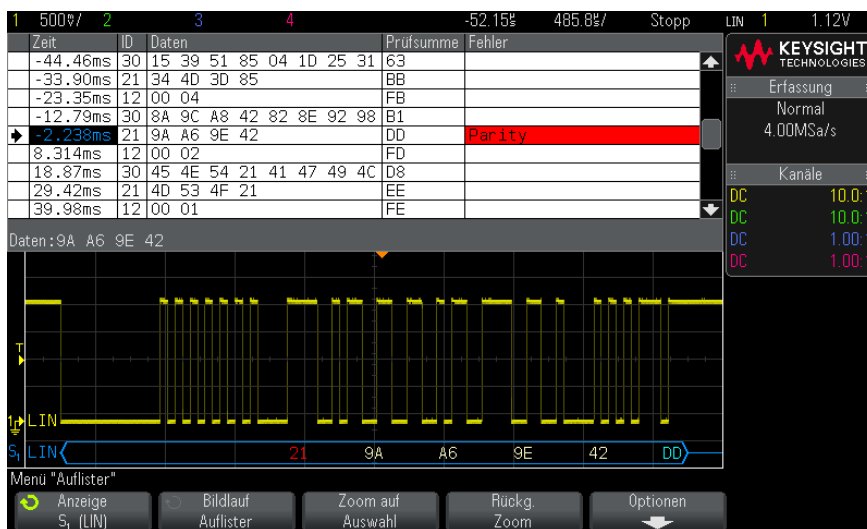 1 500♉/ 2 3 4 -52.15㎲ 485.8㎲/ Stopp LIN 1 1.12V
Zeit ID Daten Prüfsumme Fehler
-44.46ms 30 15 39 51 85 04 1D 25 31 63
-33.90ms 21 34 4D 3D 85 BB
-23.35ms 12 00 04 FB
-12.79ms 30 8A 9C A8 42 82 8E 92 98 B1
-2.238ms 21 9A A6 9E 42 DD Parity
8.314ms 12 00 02 FD
18.87ms 30 45 4E 54 21 41 47 49 4C D8
29.42ms 21 4D 53 4F 21 EE
39.98ms 12 00 01 FE
Daten:9A A6 9E 42
KEYSIGHT
TECHNOLOGIES
Erfassung
Normal
4.00MSa/s
Kanäle
DC 10.0:1
DC 10.0:1
DC 1.00:1
DC 1.00:1
T
1 LIN
S1 LIN 21 9A A6 9E 42 DD
Menü "Auflister"
Anzeige
S1 (LIN)
Bildlauf
Auflister
Zoom auf
Auswahl
Rückg.
Zoom
Optionen